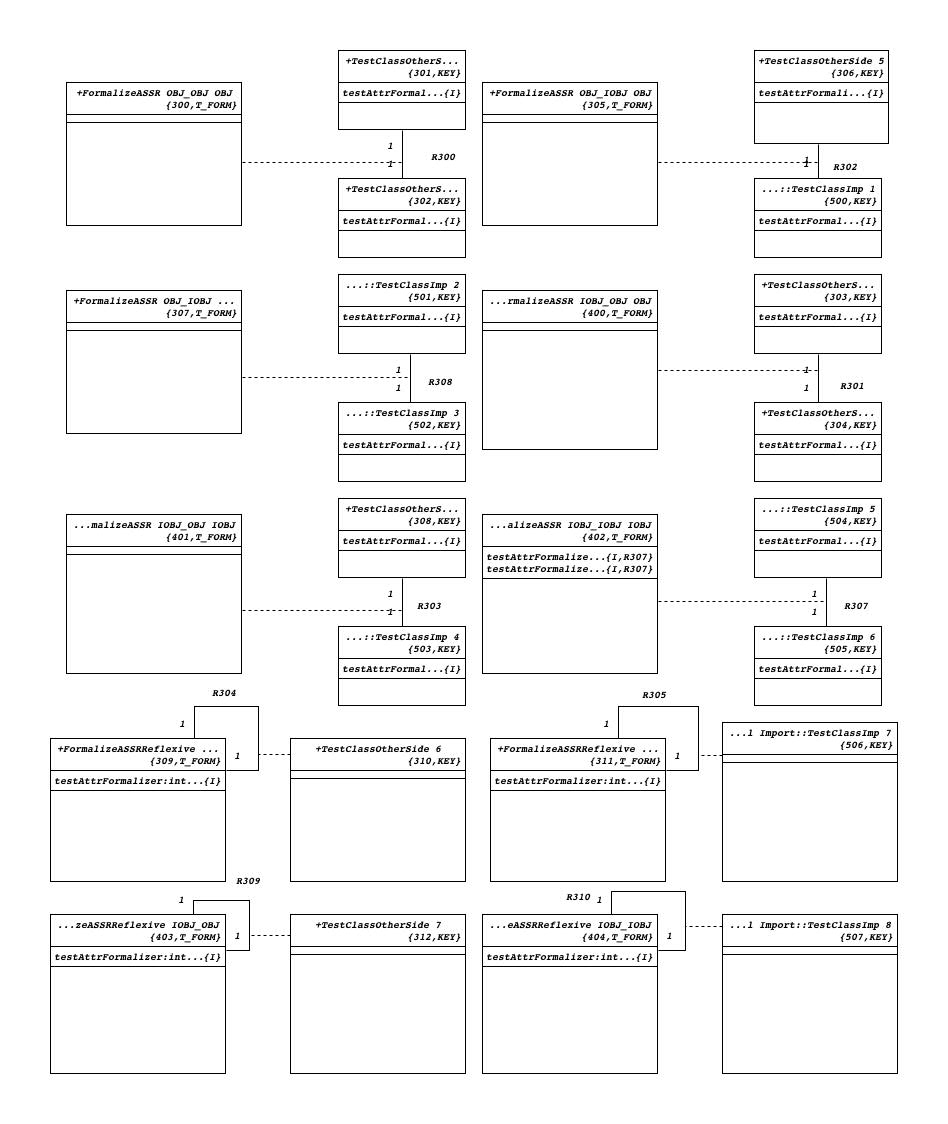 +TestClassOtherS...
{301,KEY}
testAttrFormal...{I}
+FormalizeASSR OBJ_OBJ OBJ
{300,T_FORM}
1
R300
1
+TestClassOtherS...
{302,KEY}
testAttrFormal...{I}
+TestClassOtherSide 5
{306,KEY}
testAttrFormali...{I}
+FormalizeASSR OBJ_IOBJ OBJ
{305,T_FORM}
1
1
R302
...::TestClassImp 1
{500,KEY}
testAttrFormal...{I}
...::TestClassImp 2
{501,KEY}
testAttrFormal...{I}
+FormalizeASSR OBJ_IOBJ ...
{307,T_FORM}
1
R308
1
...::TestClassImp 3
{502,KEY}
testAttrFormal...{I}
+TestClassOtherS...
{303,KEY}
testAttrFormal...{I}
...rmalizeASSR IOBJ_OBJ OBJ
{400,T_FORM}
1
R301
1
+TestClassOtherS...
{304,KEY}
testAttrFormal...{I}
+TestClassOtherS...
{308,KEY}
testAttrFormal...{I}
...malizeASSR IOBJ_OBJ IOBJ
{401,T_FORM}
1
R303
1
...::TestClassImp 4
{503,KEY}
testAttrFormal...{I}
...::TestClassImp 5
{504,KEY}
testAttrFormal...{I}
...alizeASSR IOBJ_IOBJ IOBJ
{402,T_FORM}
testAttrFormalize...{I,R307}
testAttrFormalize...{I,R307}
1
R307
1
...::TestClassImp 6
{505,KEY}
testAttrFormal...{I}
R304
1
+FormalizeASSRReflexive ...
{309,T_FORM}
testAttrFormalizer:int...{I}
1
+TestClassOtherSide 6
{310,KEY}
R305
1
+FormalizeASSRReflexive ...
{311,T_FORM}
testAttrFormalizer:int...{I}
1
...l Import::TestClassImp 7
{506,KEY}
R309
1
...zeASSRReflexive IOBJ_OBJ
{403,T_FORM}
testAttrFormalizer:int...{I}
1
+TestClassOtherSide 7
{312,KEY}
R310
1
...eASSRReflexive IOBJ_IOBJ
{404,T_FORM}
testAttrFormalizer:int...{I}
1
...l Import::TestClassImp 8
{507,KEY}